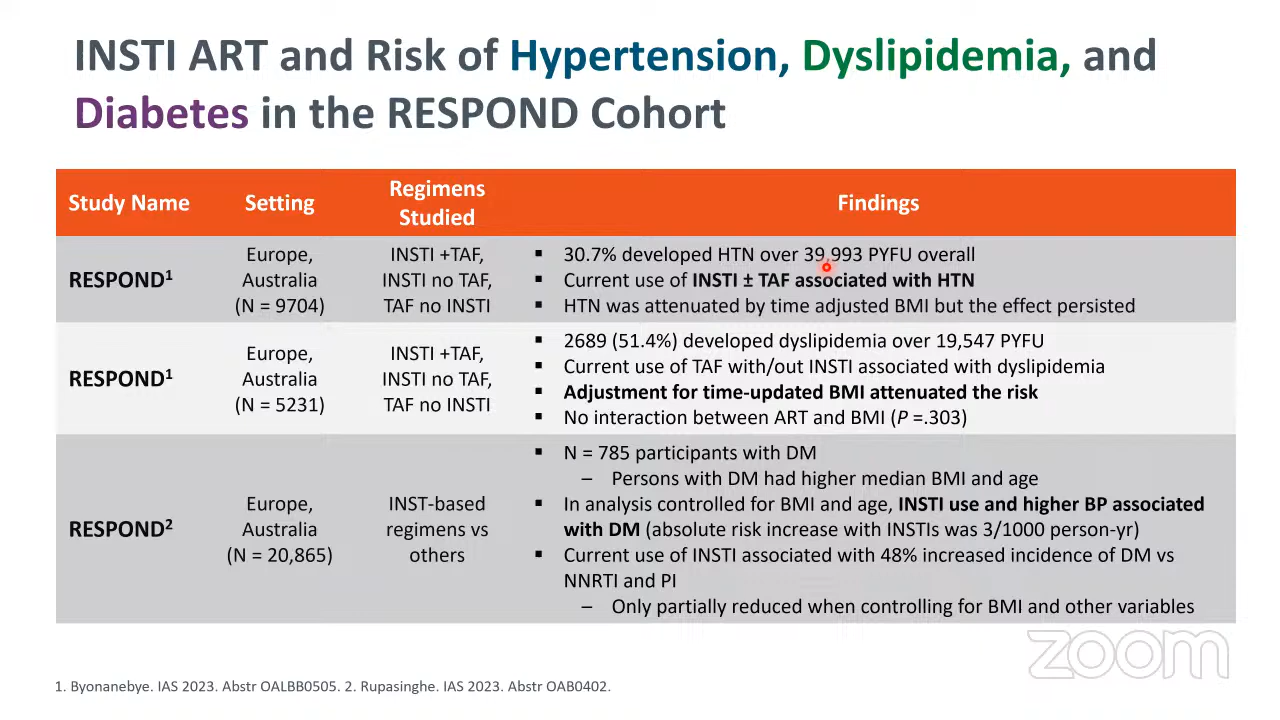 INSTI ART and Risk of Hypertension, Dyslipidemia, and
Diabetes in the RESPOND Cohort
Study Name
Setting
Regimens
Studied
Findings
RESPOND1
Europe,
Australia
(N = 9704)
INSTI +TAF,
INSTI no TAF,
TAF no INSTI
▪ 30.7% developed HTN over 39,993 PYFU overall
▪ Current use of INSTI ± TAF associated with HTN
▪ HTN was attenuated by time adjusted BMI but the effect persisted
RESPOND1
Europe,
Australia
(N = 5231)
INSTI +TAF,
INSTI no TAF,
TAF no INSTI
▪ 2689 (51.4%) developed dyslipidemia over 19,547 PYFU
▪ Current use of TAF with/out INSTI associated with dyslipidemia
▪ Adjustment for time-updated BMI attenuated the risk
▪ No interaction between ART and BMI (P =.303)
RESPOND2
Europe,
Australia
(N = 20,865)
INST-based
regimens vs
others
▪ N = 785 participants with DM
– Persons with DM had higher median BMI and age
▪ In analysis controlled for BMI and age, INSTI use and higher BP associated
with DM (absolute risk increase with INSTIs was 3/1000 person-yr)
▪ Current use of INSTI associated with 48% increased incidence of DM vs
NNRTI and PI
– Only partially reduced when controlling for BMI and other variables
zoom
1. Byonanebye. IAS 2023. Abstr OALBB0505. 2. Rupasinghe. IAS 2023. Abstr OAB0402.